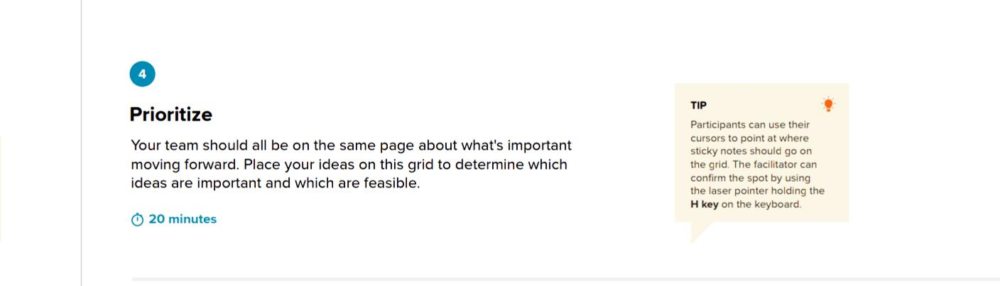 4
Prioritize
Your team should all be on the same page about what's important
moving forward. Place your ideas on this grid to determine which
ideas are important and which are feasible.
20 minutes
TIP
Participants can use their
cursors to point at where
sticky notes should go on
the grid. The facilitator can
confirm the spot by using
the laser pointer holding the
H key on the keyboard.